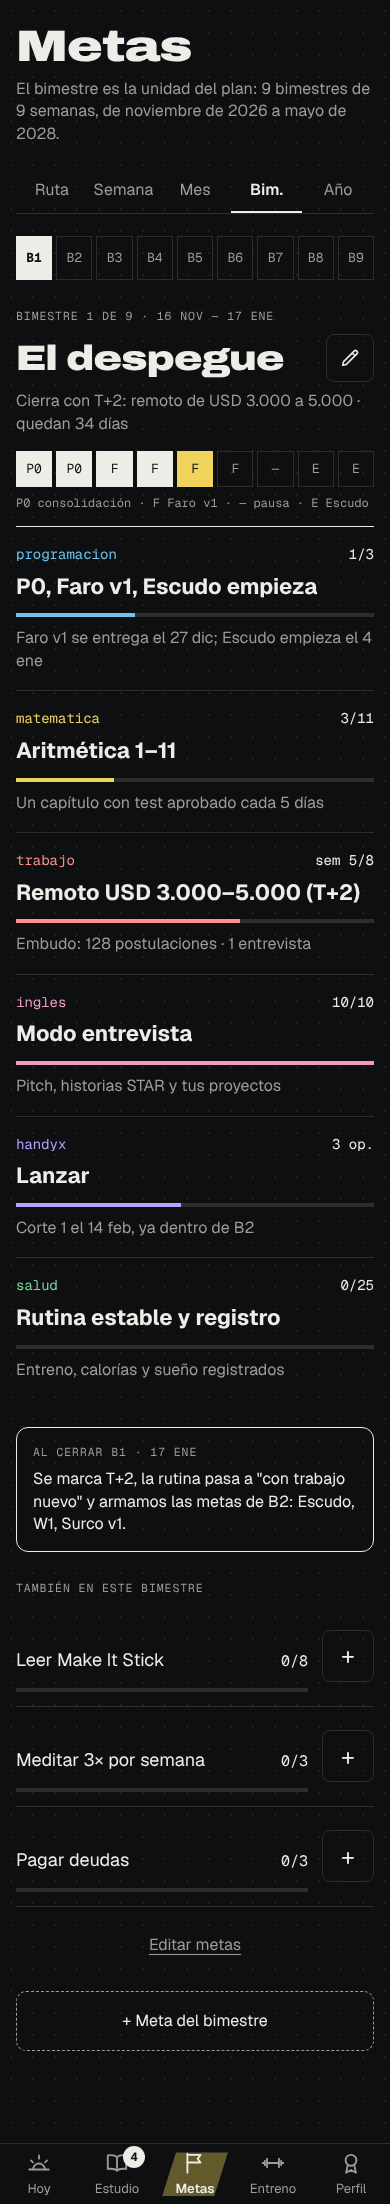 Metas
El bimestre es la unidad del plan: 9 bimestres de
9 semanas, de noviembre de 2026 a mayo de
2028.
Ruta Semana Mes Bim. Año
B1 B2 B3 B4 B5 B6 B7 B8 B9
BIMESTRE 1 DE 9 · 16 NOV – 17 ENE
El despegue
Cierra con T+2: remoto de USD 3.000 a 5.000 ·
quedan 34 días
P0 P0 F F F F – E E
P0 consolidación · F Faro v1 · – pausa · E Escudo
programacion 1/3
P0, Faro v1, Escudo empieza
Faro v1 se entrega el 27 dic; Escudo empieza el 4
ene
matematica 3/11
Aritmética 1–11
Un capítulo con test aprobado cada 5 días
trabajo sem 5/8
Remoto USD 3.000–5.000 (T+2)
Embudo: 128 postulaciones · 1 entrevista
ingles 10/10
Modo entrevista
Pitch, historias STAR y tus proyectos
handyx 3 op.
Lanzar
Corte 1 el 14 feb, ya dentro de B2
salud 0/25
Rutina estable y registro
Entreno, calorías y sueño registrados
AL CERRAR B1 · 17 ENE
Se marca T+2, la rutina pasa a "con trabajo
nuevo" y armamos las metas de B2: Escudo,
W1, Surco v1.
TAMBIÉN EN ESTE BIMESTRE
Leer Make It Stick 0/8 +
Meditar 3× por semana 0/3 +
Pagar deudas 0/3 +
Editar metas
+ Meta del bimestre
4
Hoy Estudio Metas Entreno Perfil